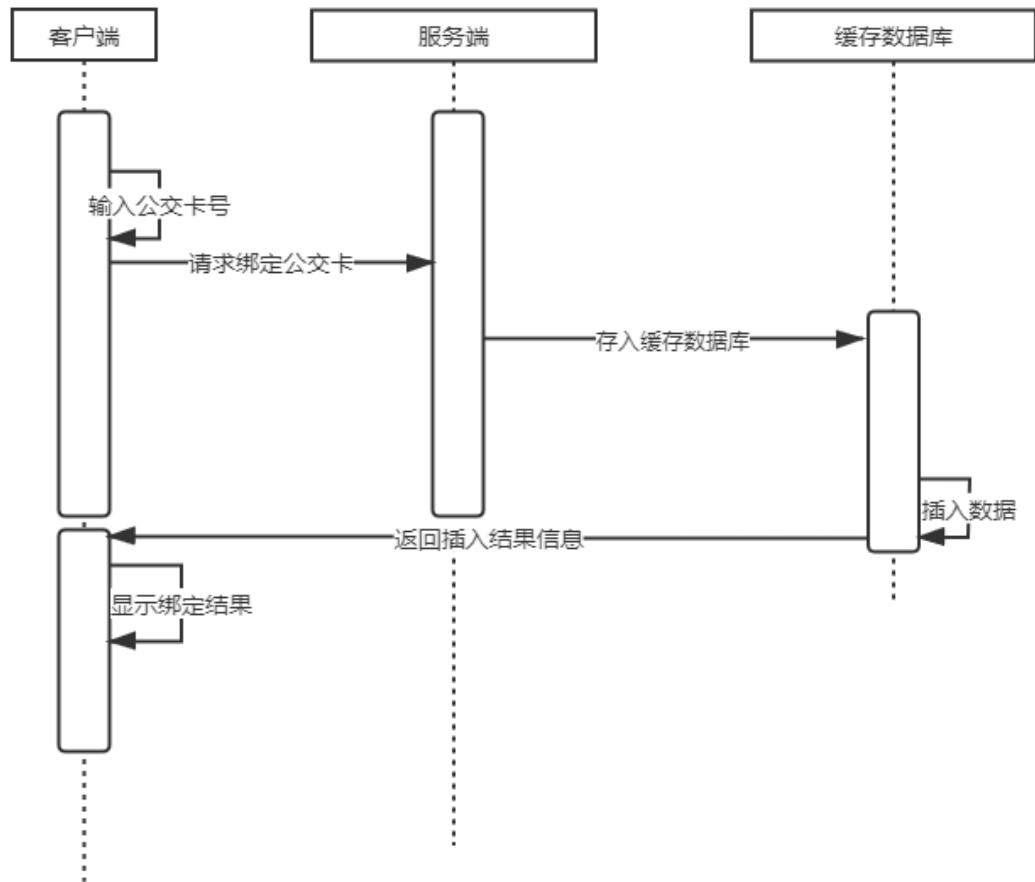 客户端
服务端
缓存数据库
输入公交卡号
请求绑定公交卡
存入缓存数据库
插入数据
返回插入结果信息
显示绑定结果